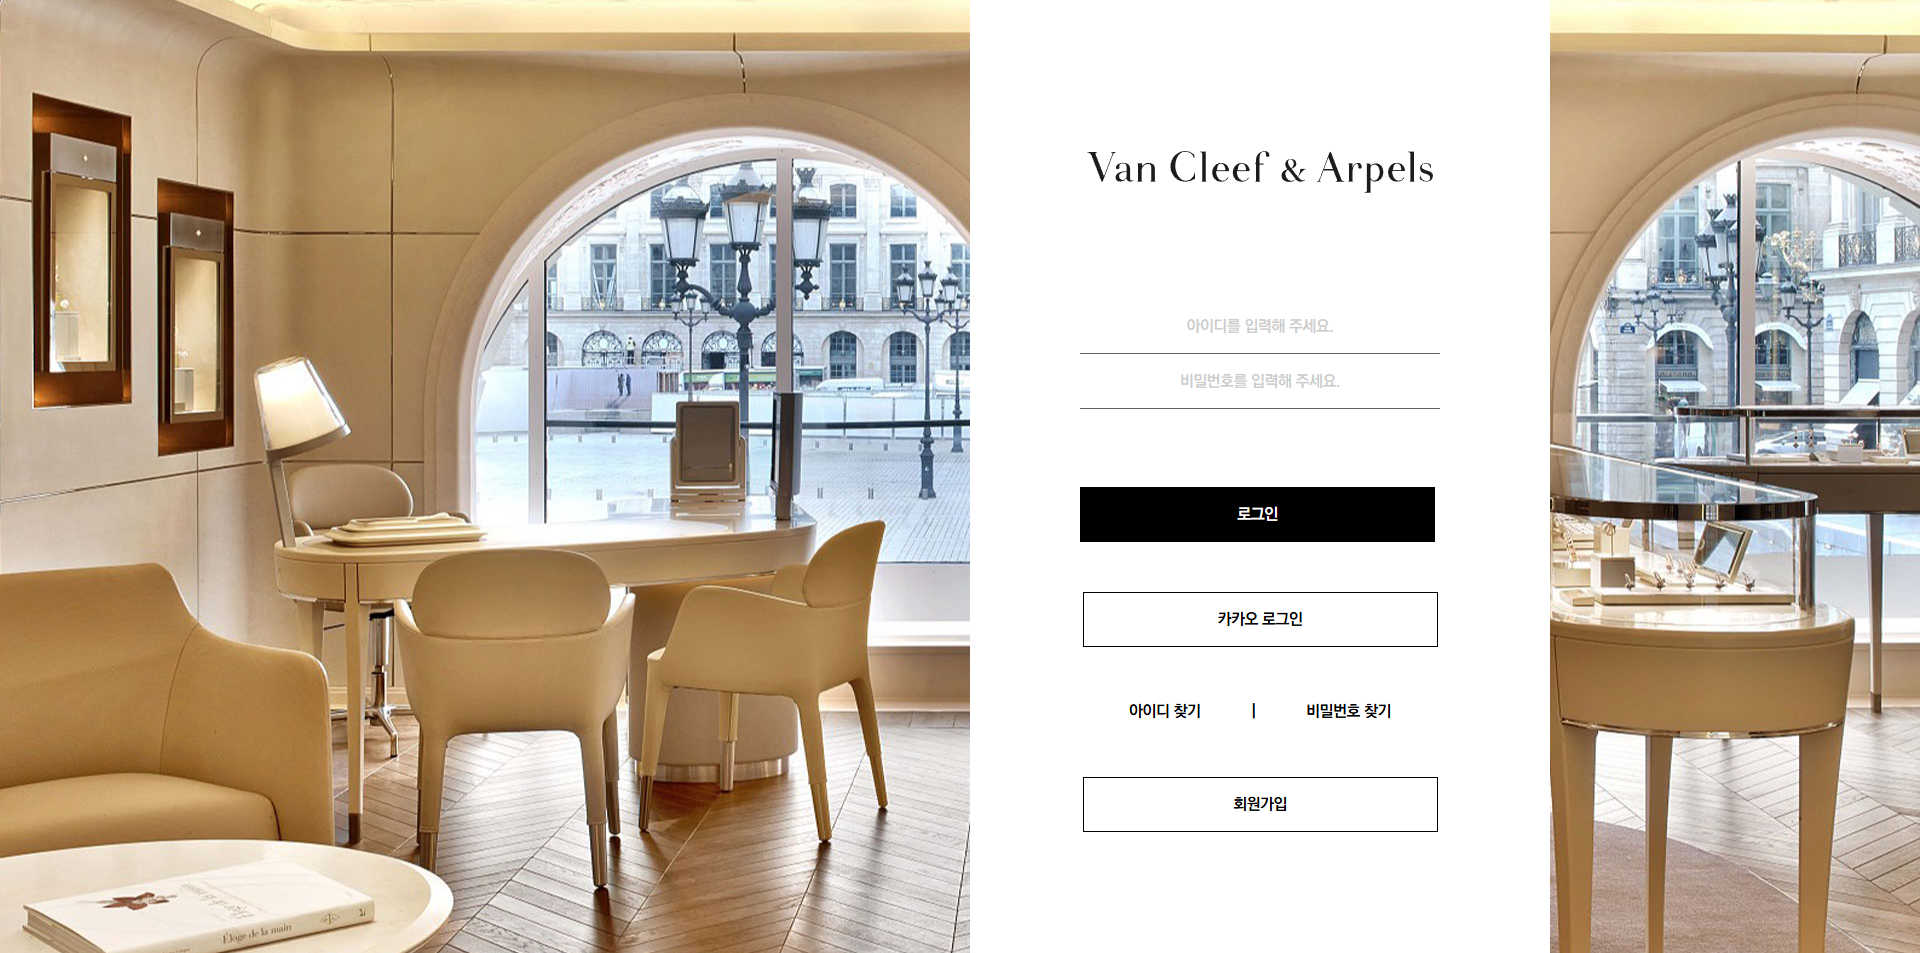 Van Cleef & Arpels
아이디를 입력해 주세요.
비밀번호를 입력해 주세요.
로그인
카카오 로그인
아이디 찾기 | 비밀번호 찾기
회원가입
Éloge de la main